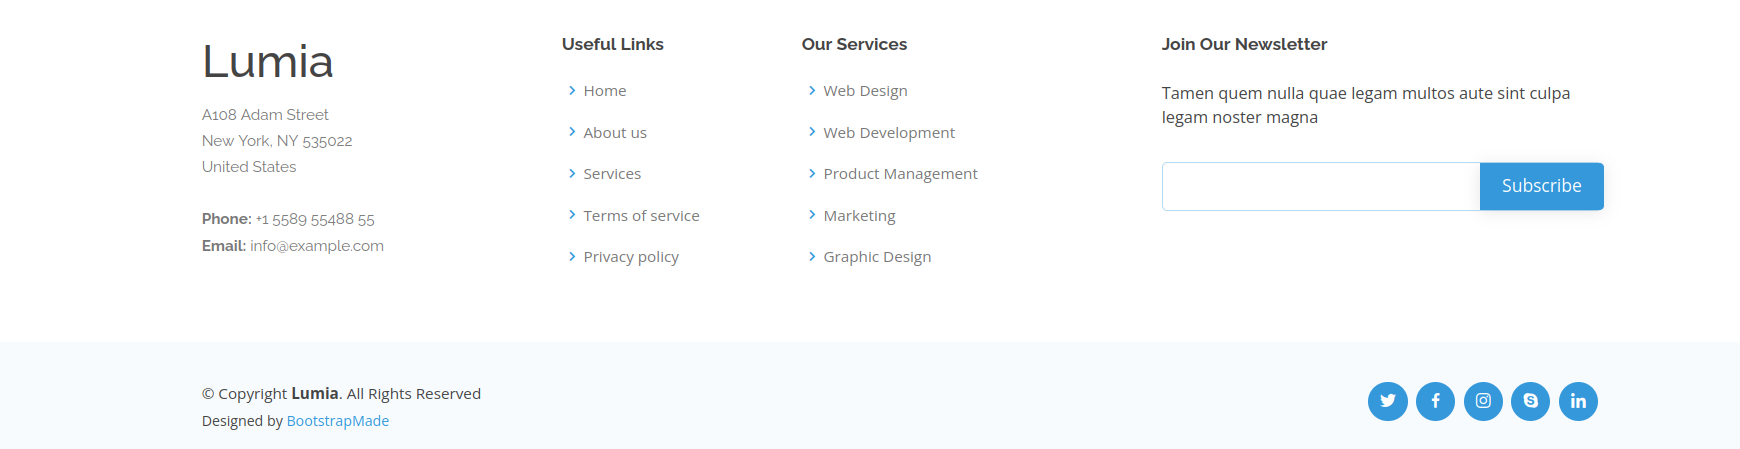 Lumia
A108 Adam Street
New York, NY 535022
United States
Phone: +1 5589 55488 55
Email: info@example.com
Useful Links
Home
About us
Services
Terms of service
Privacy policy
Our Services
Web Design
Web Development
Product Management
Marketing
Graphic Design
Join Our Newsletter
Tamen quem nulla quae legam multos aute sint culpa
legam noster magna
Subscribe
© Copyright Lumia. All Rights Reserved
Designed by BootstrapMade